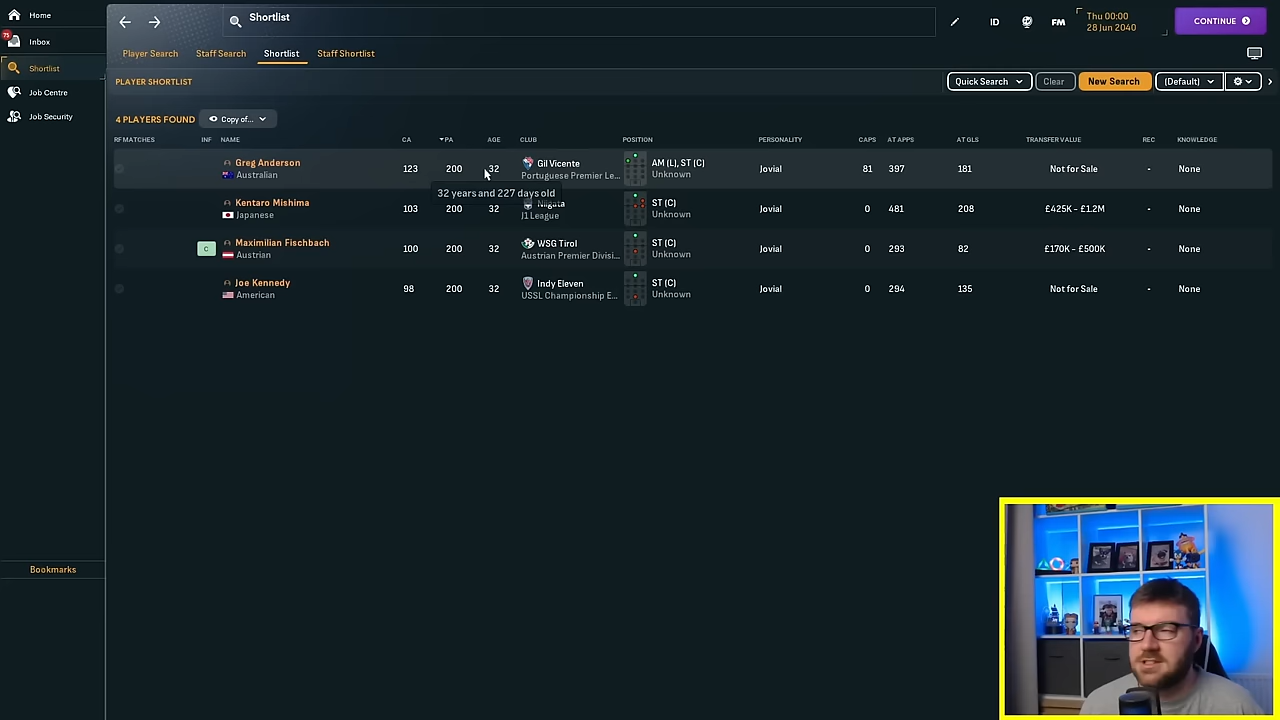 Home
75
Inbox
Shortlist
Job Centre
Job Security
Bookmarks
Shortlist
ID
FM
Thu 00:00
28 Jun 2040
CONTINUE
Player Search
Staff Search
Shortlist
Staff Shortlist
PLAYER SHORTLIST
Quick Search
Clear
New Search
(Default)
4 PLAYERS FOUND
Copy of...
RF MATCHES INF NAME CA PA AGE CLUB POSITION PERSONALITY CAPS AT APPS AT GLS TRANSFER VALUE REC KNOWLEDGE
Greg Anderson 123 200 32 Gil Vicente AM (L), ST (C) Jovial 81 397 181 Not for Sale - None
Australian Portuguese Premier Le... Unknown
32 years and 227 days old
Kentaro Mishima 103 200 32 Niigata ST (C) Jovial 0 481 208 £425K - £1.2M - None
Japanese J1 League Unknown
C Maximilian Fischbach 100 200 32 WSG Tirol ST (C) Jovial 0 293 82 £170K - £500K - None
Austrian Austrian Premier Divisi... Unknown
Joe Kennedy 98 200 32 Indy Eleven ST (C) Jovial 0 294 135 Not for Sale - None
American USSL Championship E... Unknown